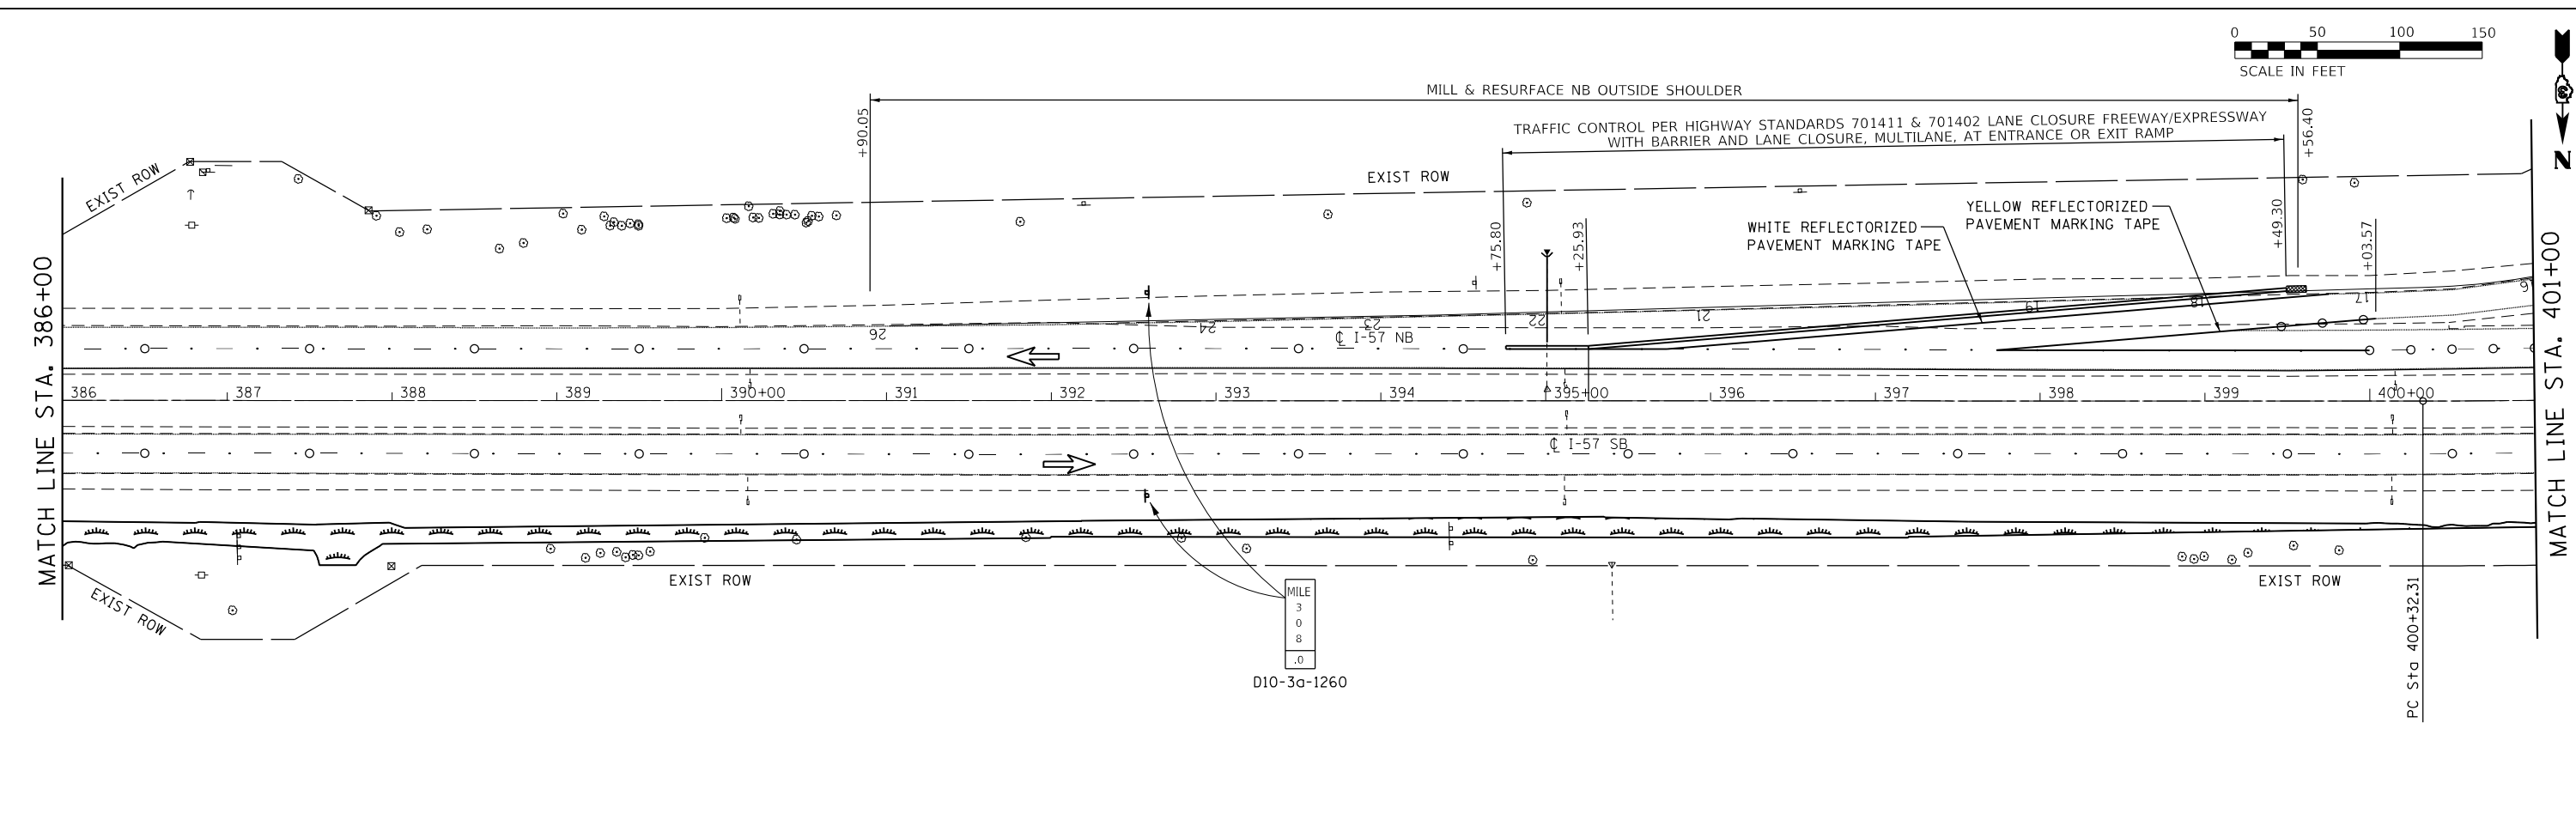 0 50 100 150
SCALE IN FEET
MILL & RESURFACE NB OUTSIDE SHOULDER
TRAFFIC CONTROL PER HIGHWAY STANDARDS 701411 & 701402 LANE CLOSURE FREEWAY/EXPRESSWAY
WITH BARRIER AND LANE CLOSURE, MULTILANE, AT ENTRANCE OR EXIT RAMP
+90.05
+56.40
N
EXIST ROW
EXIST ROW
WHITE REFLECTORIZED
PAVEMENT MARKING TAPE
YELLOW REFLECTORIZED
PAVEMENT MARKING TAPE
+75.80
+25.93
+49.30
+03.57
MATCH LINE STA. 386+00
MATCH LINE STA. 401+00
26 24 23 22 21 19 18 17
℄ I-57 NB
386 387 388 389 390+00 391 392 393 394 395+00 396 397 398 399 400+00
℄ I-57 SB
EXIST ROW
EXIST ROW
EXIST ROW
MILE
3
0
8
.0
D10-3a-1260
PC Sta 400+32.31